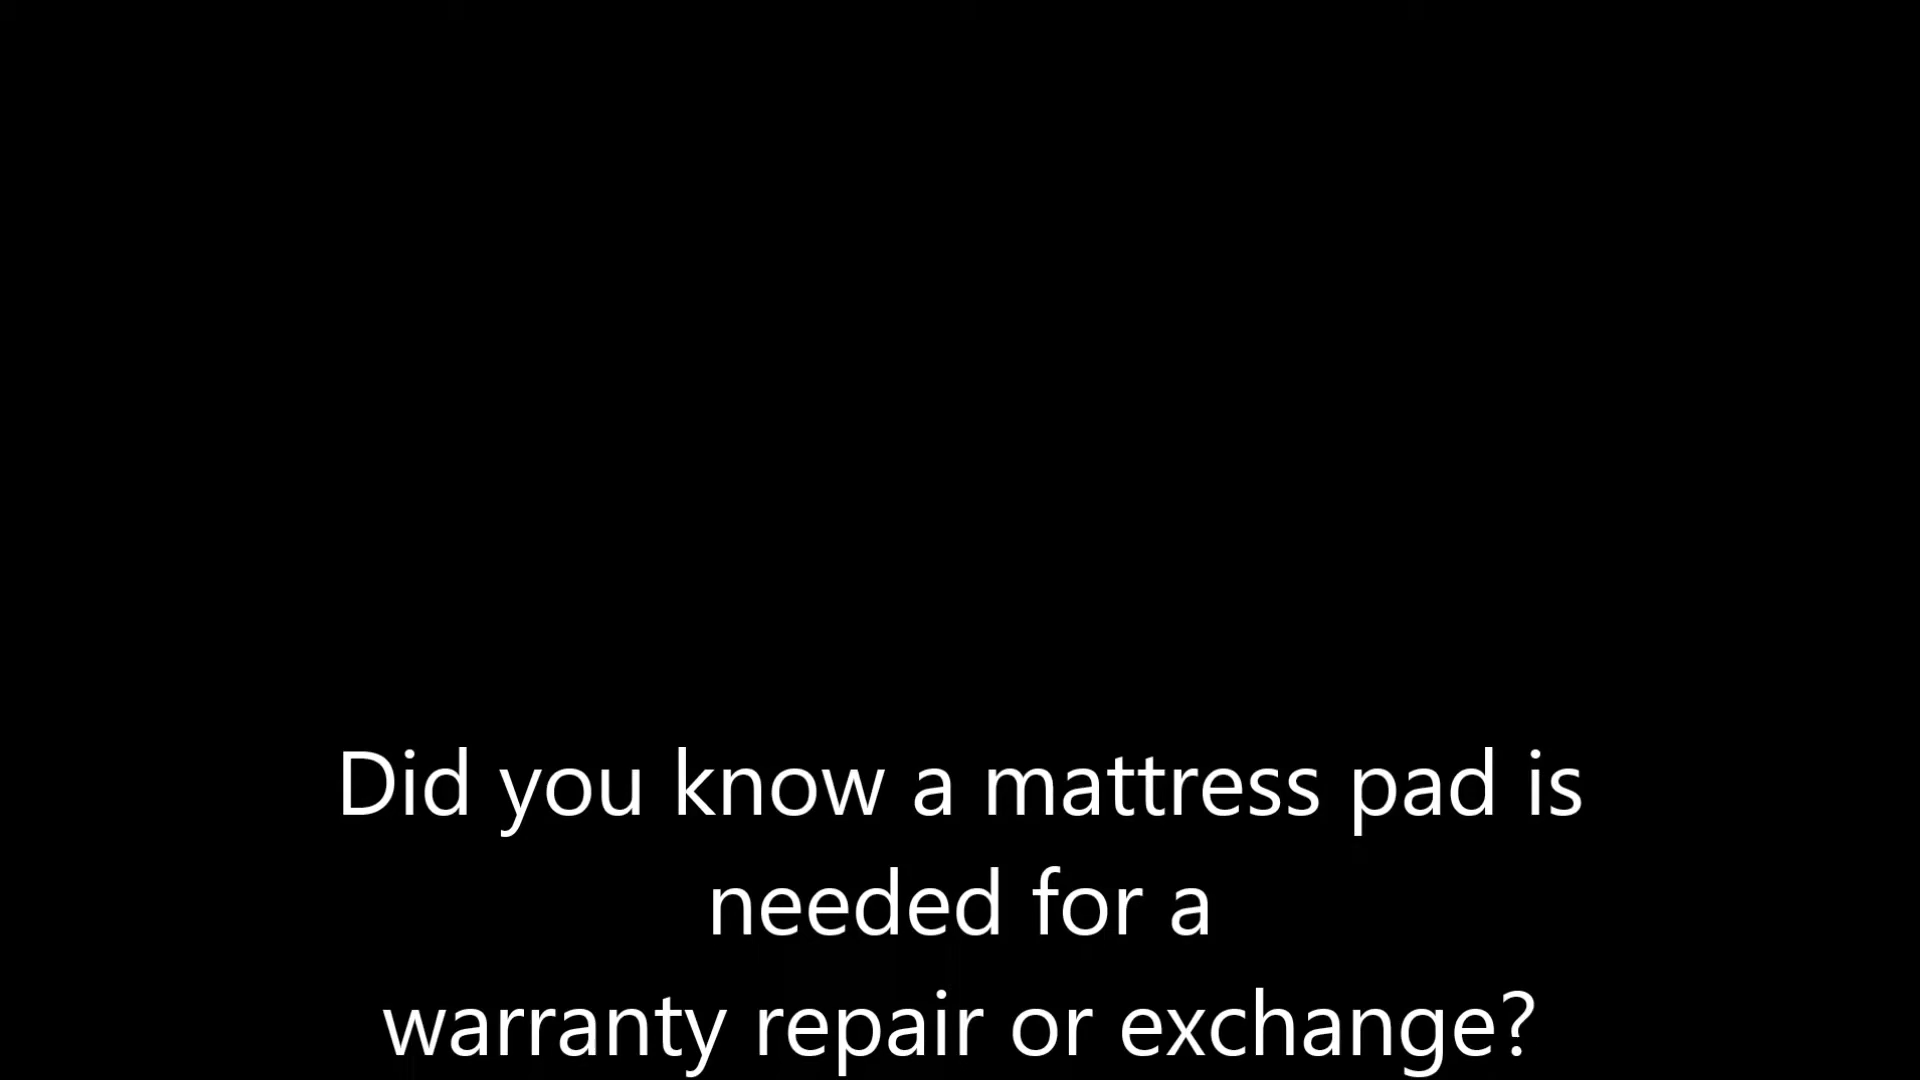 Did you know a mattress pad is
needed for a
warranty repair or exchange?